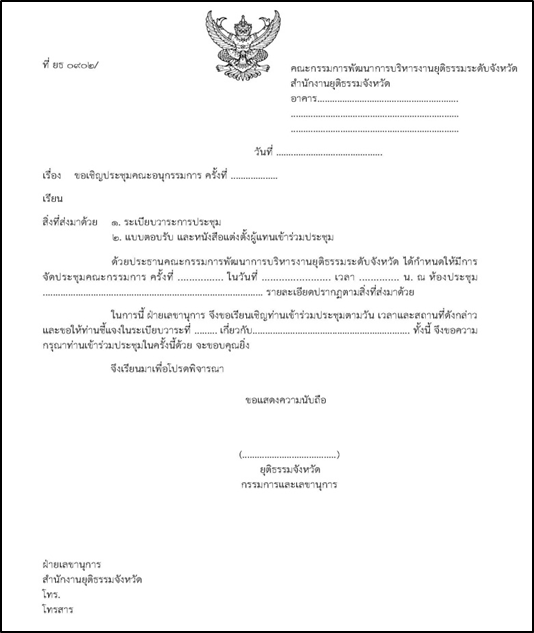 ที่ ยธ ๐๙๐๒/
คณะกรรมการพัฒนาการบริหารงานยุติธรรมระดับจังหวัด
สำนักงานยุติธรรมจังหวัด
อาคาร.........................................................
....................................................................
....................................................................
วันที่ ...........................................
เรื่อง ขอเชิญประชุมคณะอนุกรรมการ ครั้งที่ ...................
เรียน
สิ่งที่ส่งมาด้วย ๑. ระเบียบวาระการประชุม
๒. แบบตอบรับ และหนังสือแต่งตั้งผู้แทนเข้าร่วมประชุม
ด้วยประธานคณะกรรมการพัฒนาการบริหารงานยุติธรรมระดับจังหวัด ได้กำหนดให้มีการ
จัดประชุมคณะกรรมการ ครั้งที่ ............... ในวันที่ ....................... เวลา ............. น. ณ ห้องประชุม
......................................................................................... รายละเอียดปรากฏตามสิ่งที่ส่งมาด้วย
ในการนี้ ฝ่ายเลขานุการ จึงขอเรียนเชิญท่านเข้าร่วมประชุมตามวัน เวลาและสถานที่ดังกล่าว
และขอให้ท่านชี้แจงในระเบียบวาระที่ ......... เกี่ยวกับ................................................................ ทั้งนี้ จึงขอความ
กรุณาท่านเข้าร่วมประชุมในครั้งนี้ด้วย จะขอบคุณยิ่ง
จึงเรียนมาเพื่อโปรดพิจารณา
ขอแสดงความนับถือ
(......................................)
ยุติธรรมจังหวัด
กรรมการและเลขานุการ
ฝ่ายเลขานุการ
สำนักงานยุติธรรมจังหวัด
โทร.
โทรสาร